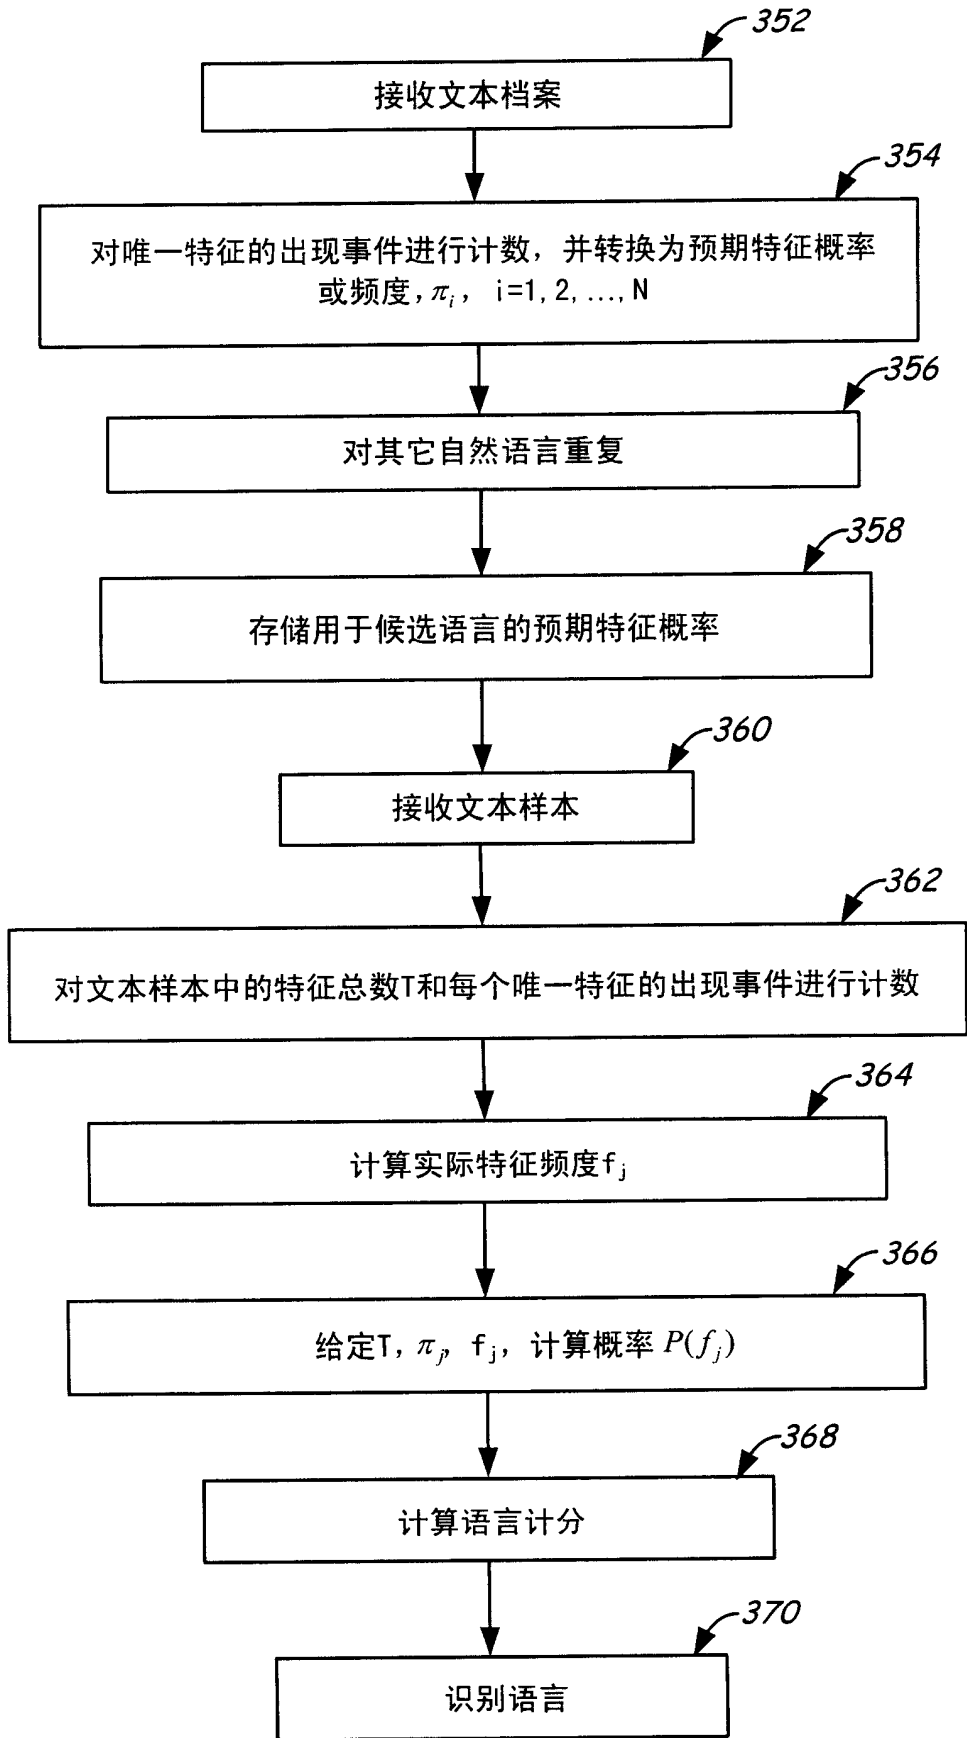 352
接收文本档案
354
对唯一特征的出现事件进行计数，并转换为预期特征概率
或频度，πᵢ， i=1, 2, ..., N
356
对其它自然语言重复
358
存储用于候选语言的预期特征概率
360
接收文本样本
362
对文本样本中的特征总数T和每个唯一特征的出现事件进行计数
364
计算实际特征频度fⱼ
366
给定T，πⱼ，fⱼ，计算概率 P(fⱼ)
368
计算语言计分
370
识别语言